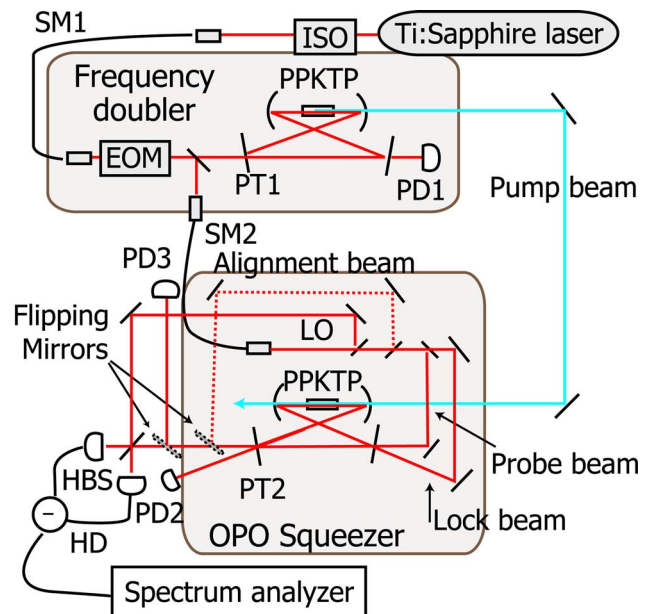 SM1
ISO
Ti:Sapphire laser
Frequency
doubler
PPKTP
EOM
PT1
PD1
Pump beam
SM2
PD3
Alignment beam
Flipping
Mirrors
LO
PPKTP
Probe beam
HBS
PD2
PT2
Lock beam
HD
OPO Squeezer
Spectrum analyzer
−